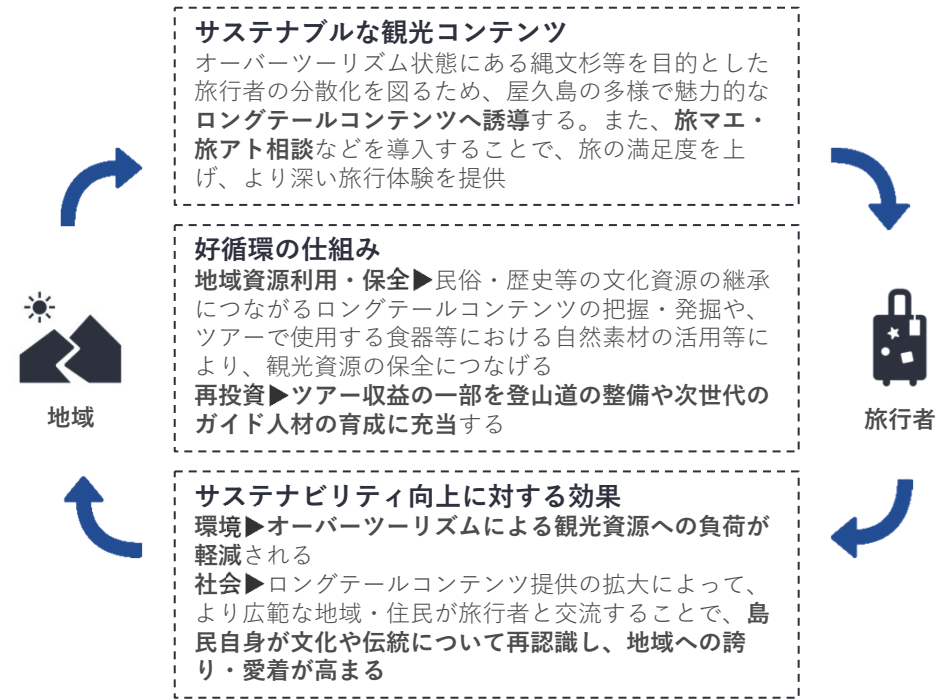 サステナブルな観光コンテンツ
オーバーツーリズム状態にある縄文杉等を目的とした
旅行者の分散化を図るため、屋久島の多様で魅力的な
ロングテールコンテンツへ誘導する。また、旅マエ・
旅アト相談などを導入することで、旅の満足度を上
げ、より深い旅行体験を提供
好循環の仕組み
地域資源利用・保全▶民俗・歴史等の文化資源の継承
につながるロングテールコンテンツの把握・発掘や、
ツアーで使用する食器等における自然素材の活用等に
より、観光資源の保全につなげる
再投資▶ツアー収益の一部を登山道の整備や次世代の
ガイド人材の育成に充当する
地域
旅行者
サステナビリティ向上に対する効果
環境▶オーバーツーリズムによる観光資源への負荷が
軽減される
社会▶ロングテールコンテンツ提供の拡大によって、
より広範な地域・住民が旅行者と交流することで、島
民自身が文化や伝統について再認識し、地域への誇
り・愛着が高まる